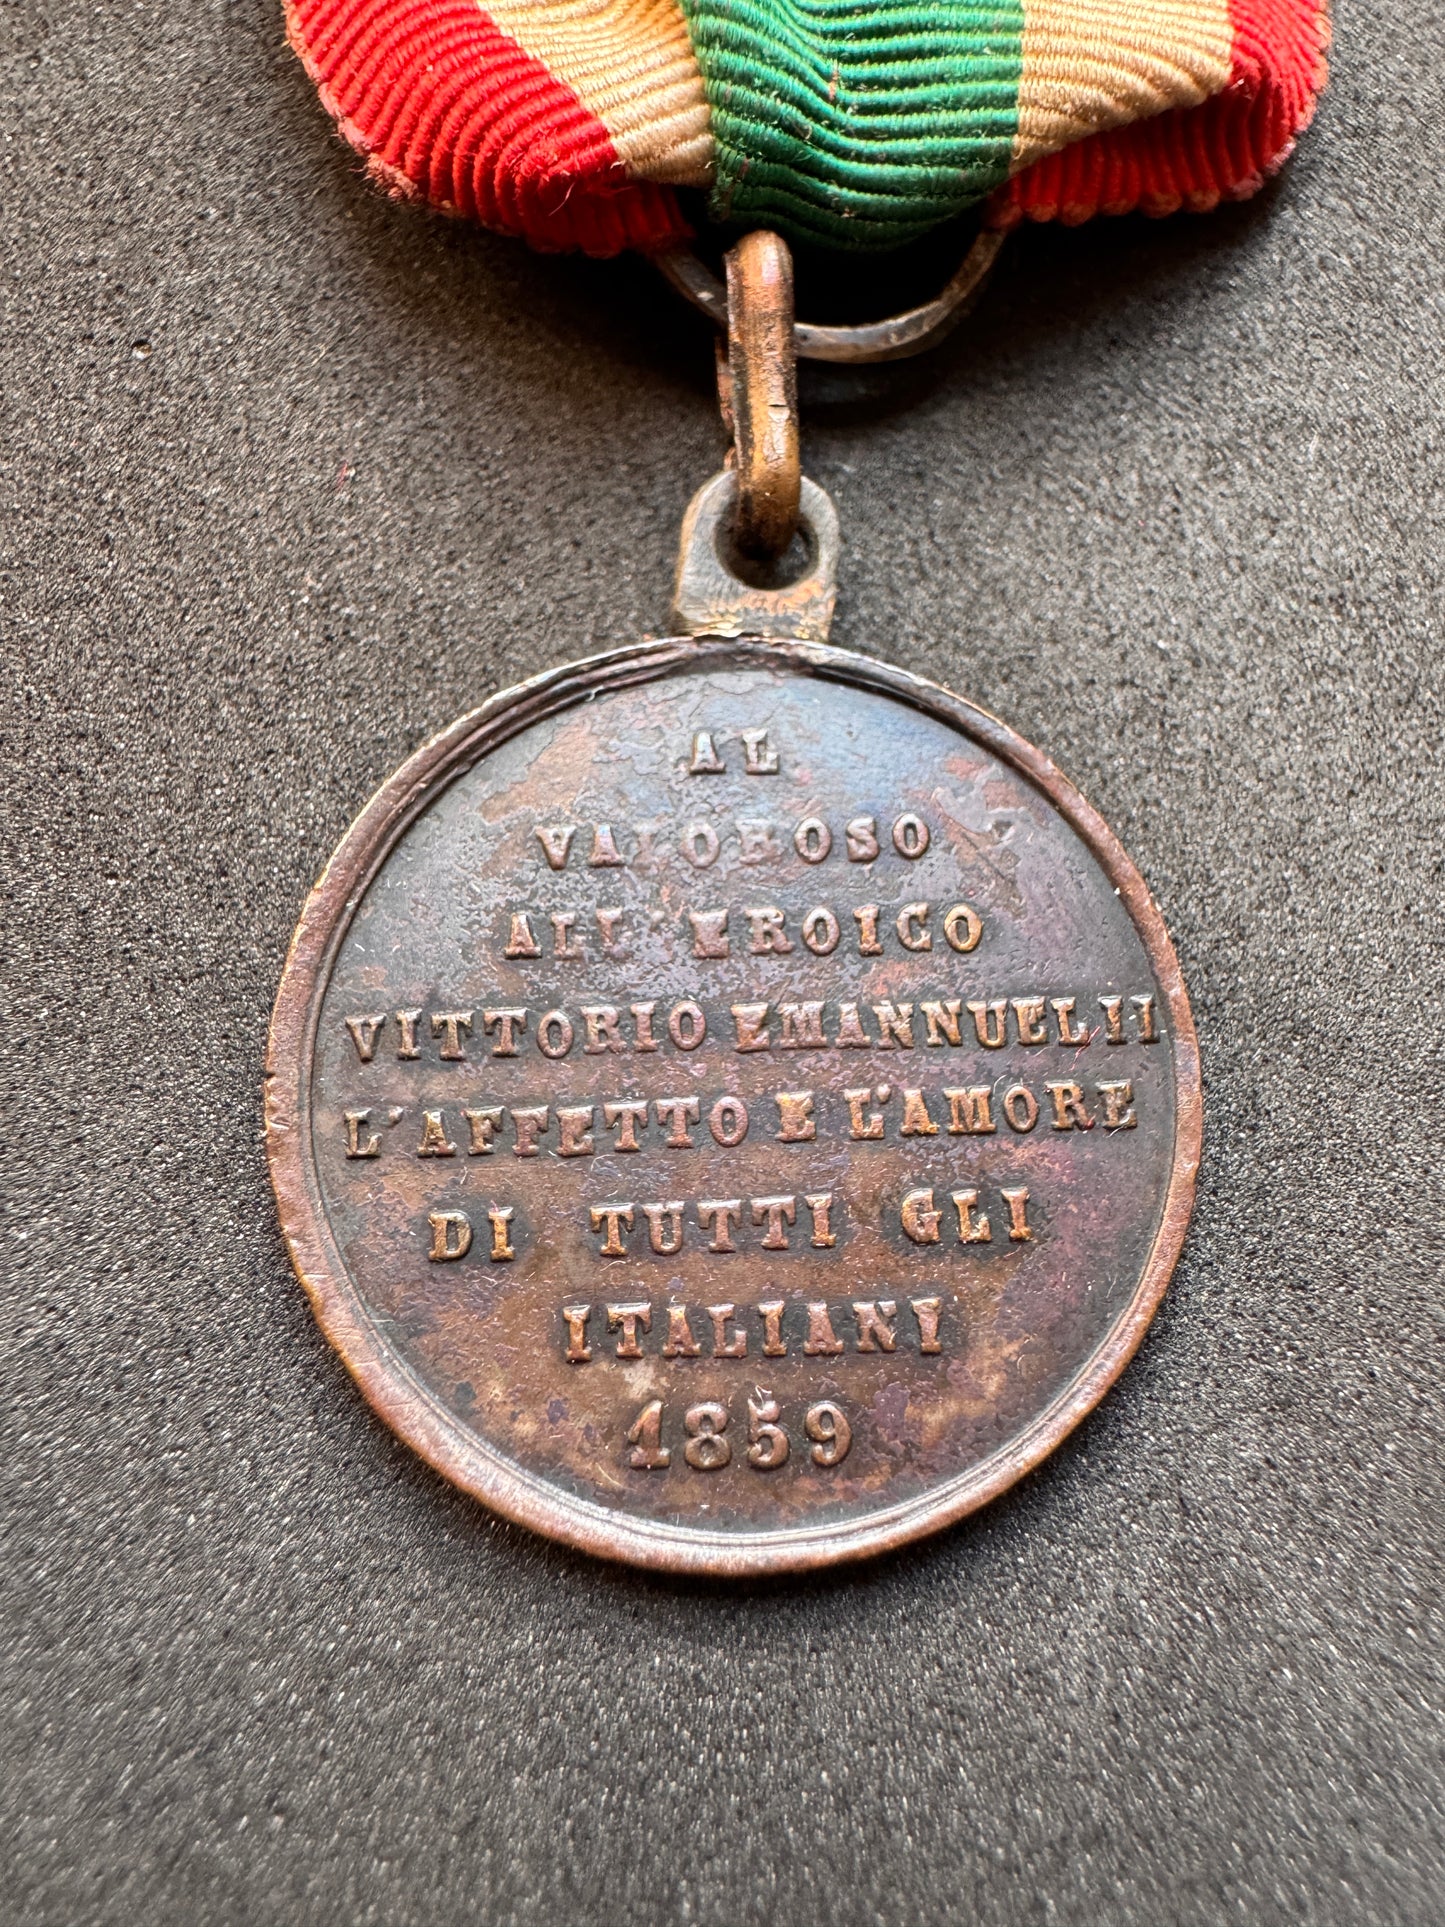 AL
VALOROSO
ALL'EROICO
VITTORIO EMANNUEL II
L'AFFETTO E L'AMORE
DI TUTTI GLI
ITALIANI
1859